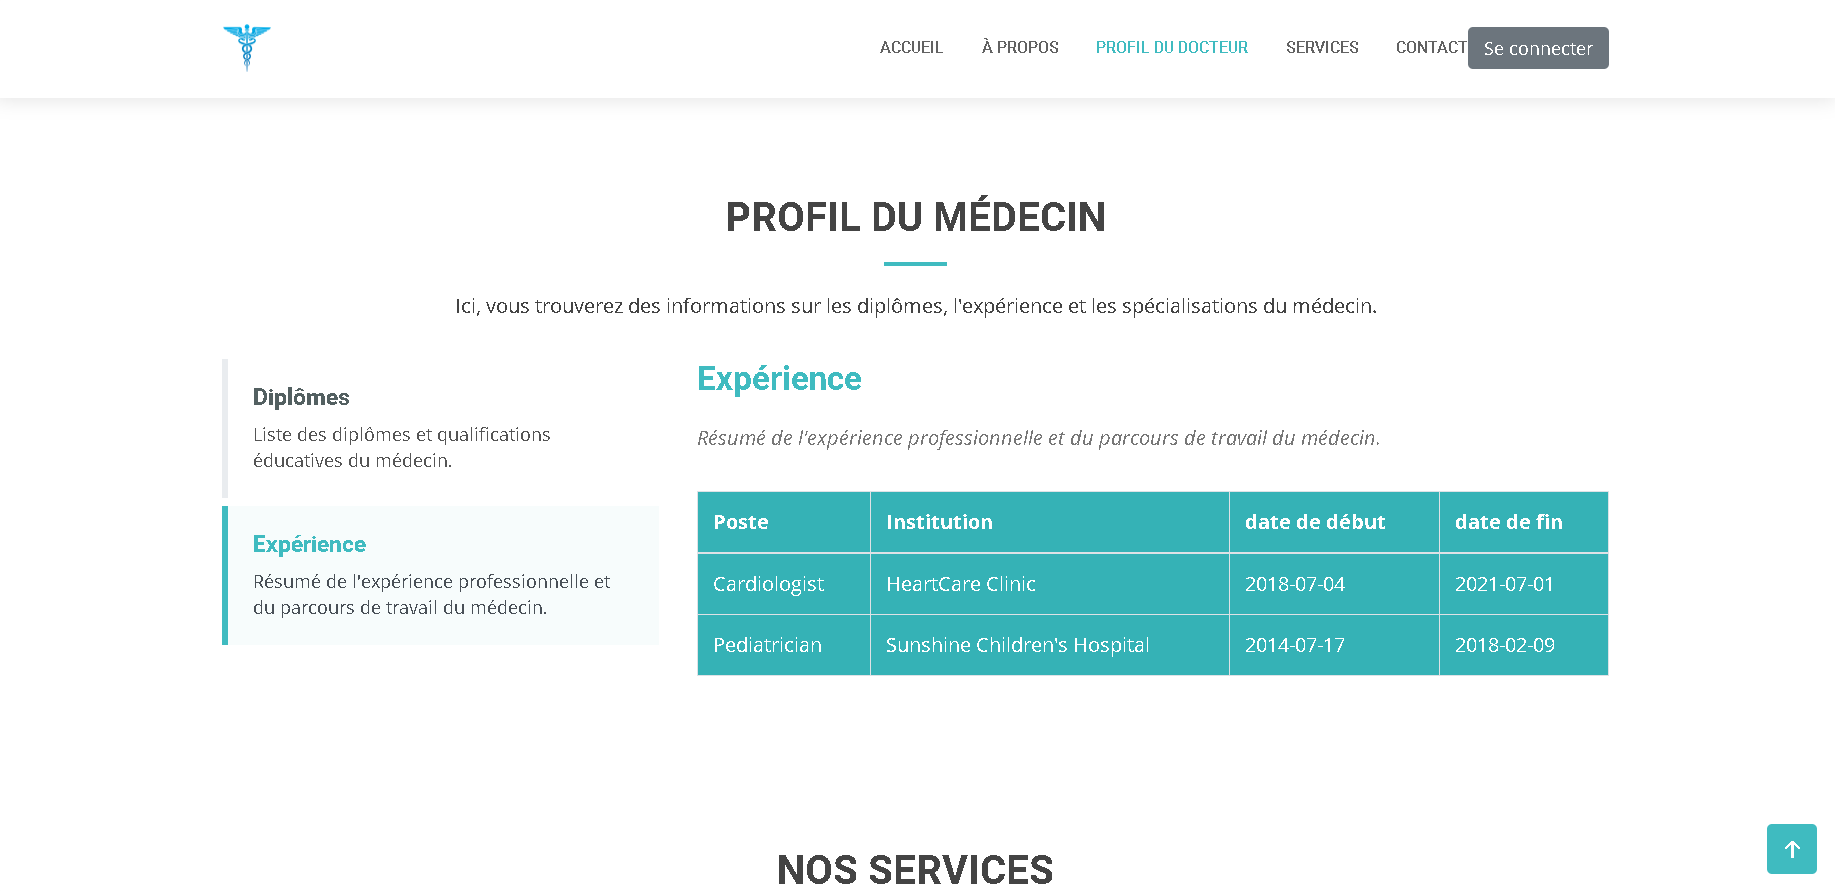 ACCUEIL À PROPOS PROFIL DU DOCTEUR SERVICES CONTACT Se connecter
PROFIL DU MÉDECIN
Ici, vous trouverez des informations sur les diplômes, l'expérience et les spécialisations du médecin.
Diplômes
Liste des diplômes et qualifications
éducatives du médecin.
Expérience
Résumé de l'expérience professionnelle et
du parcours de travail du médecin.
Expérience
Résumé de l'expérience professionnelle et du parcours de travail du médecin.
Poste Institution date de début date de fin
Cardiologist HeartCare Clinic 2018-07-04 2021-07-01
Pediatrician Sunshine Children's Hospital 2014-07-17 2018-02-09
NOS SERVICES